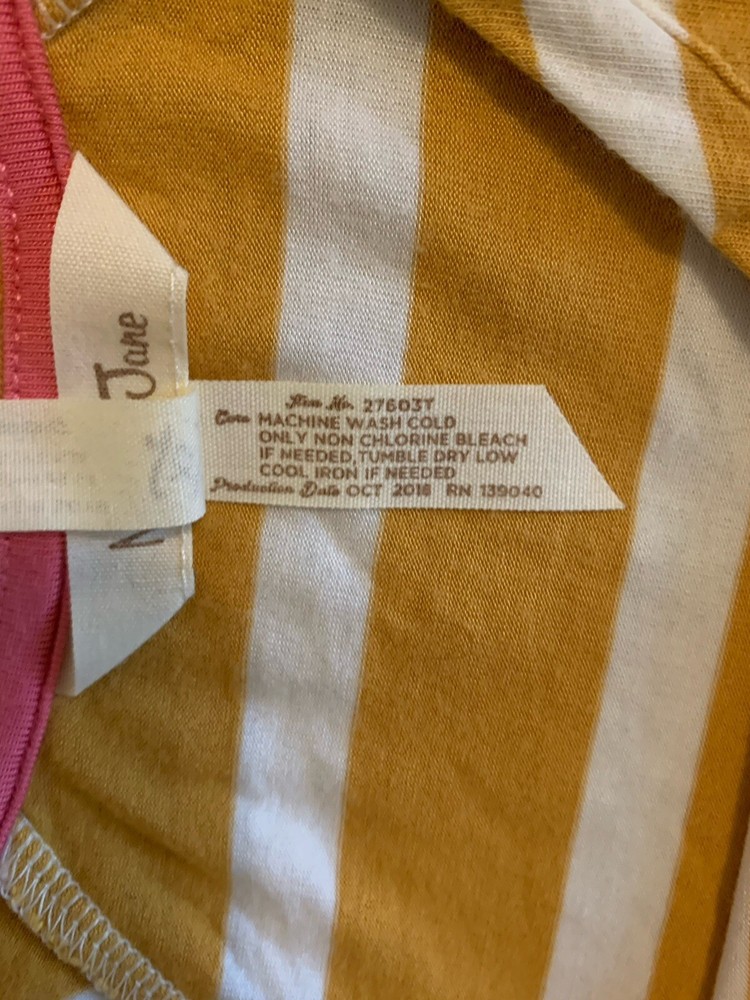 Jane
Item No. 27603Y
Care MACHINE WASH COLD
ONLY NON CHLORINE BLEACH
IF NEEDED, TUMBLE DRY LOW
COOL IRON IF NEEDED
Production Date OCT 2018 RN 139040